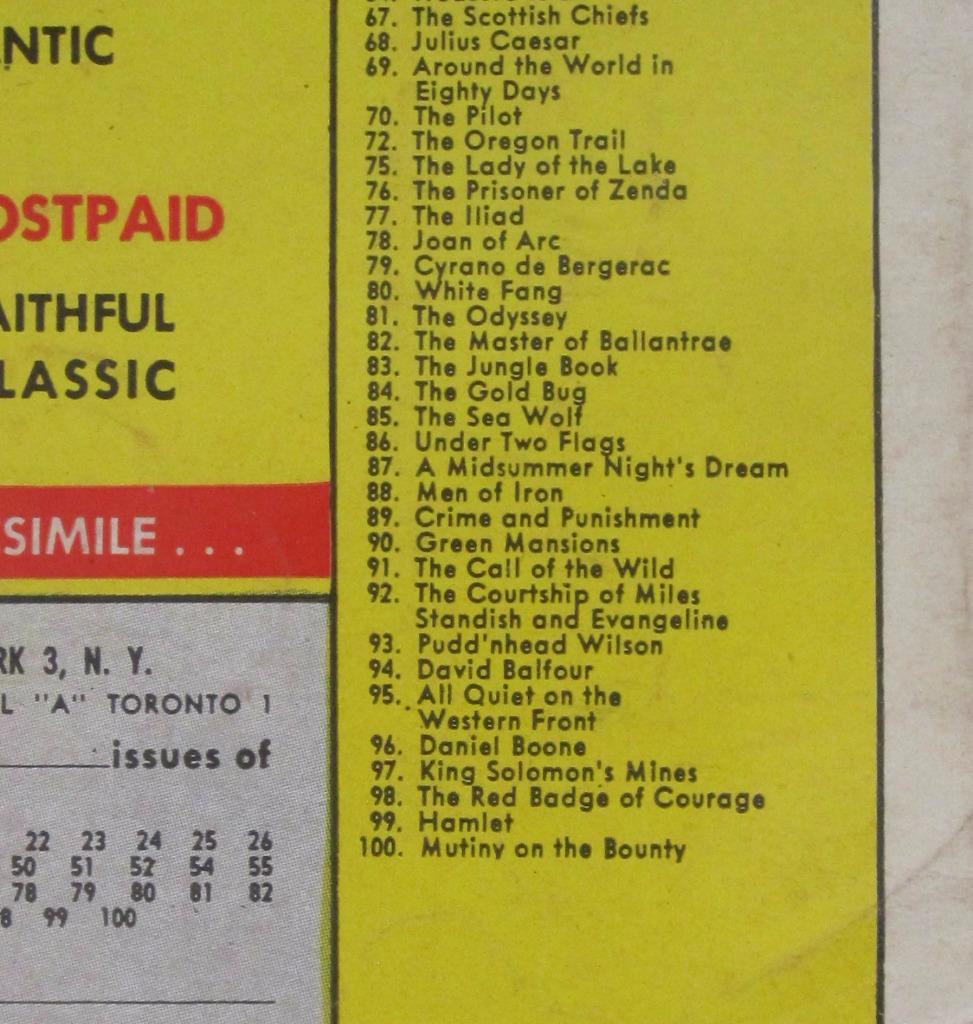 NTIC
OSTPAID
AITHFUL
LASSIC
SIMILE . . .
RK 3, N. Y.
L "A" TORONTO 1
issues of
22 23 24 25 26
50 51 52 54 55
78 79 80 81 82
8 99 100
67. The Scottish Chiefs
68. Julius Caesar
69. Around the World in
Eighty Days
70. The Pilot
72. The Oregon Trail
75. The Lady of the Lake
76. The Prisoner of Zenda
77. The Iliad
78. Joan of Arc
79. Cyrano de Bergerac
80. White Fang
81. The Odyssey
82. The Master of Ballantrae
83. The Jungle Book
84. The Gold Bug
85. The Sea Wolf
86. Under Two Flags
87. A Midsummer Night's Dream
88. Men of Iron
89. Crime and Punishment
90. Green Mansions
91. The Call of the Wild
92. The Courtship of Miles
Standish and Evangeline
93. Pudd'nhead Wilson
94. David Balfour
95. All Quiet on the
Western Front
96. Daniel Boone
97. King Solomon's Mines
98. The Red Badge of Courage
99. Hamlet
100. Mutiny on the Bounty